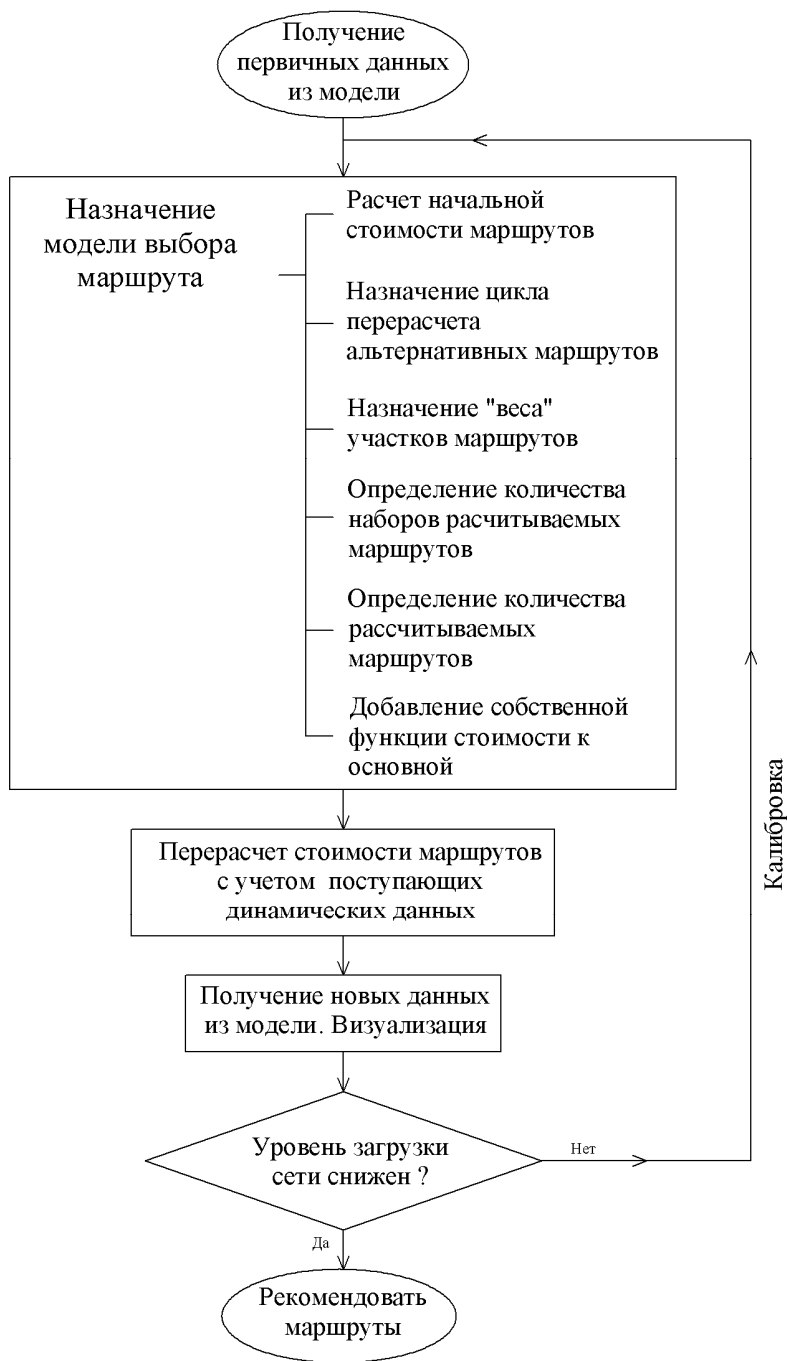 Получение
первичных данных
из модели
Назначение
модели выбора
маршрута
Расчет начальной
стоимости маршрутов
Назначение цикла
перерасчета
альтернативных маршрутов
Назначение "веса"
участков маршрутов
Определение количества
наборов расчитываемых
маршрутов
Определение количества
рассчитываемых
маршрутов
Добавление собственной
функции стоимости к
основной
Перерасчет стоимости маршрутов
с учетом поступающих
динамических данных
Получение новых данных
из модели. Визуализация
Уровень загрузки
сети снижен ?
Нет
Калибровка
Да
Рекомендовать
маршруты